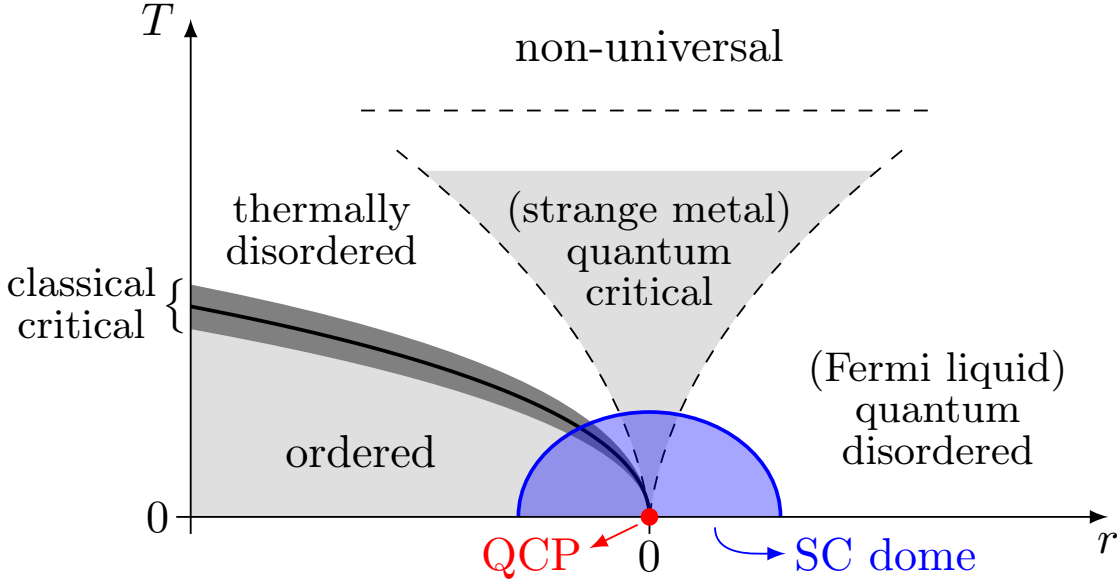 T
non-universal
thermally
disordered
(strange metal)
quantum
critical
classical
critical
(Fermi liquid)
quantum
disordered
ordered
0
QCP
0
SC dome
r